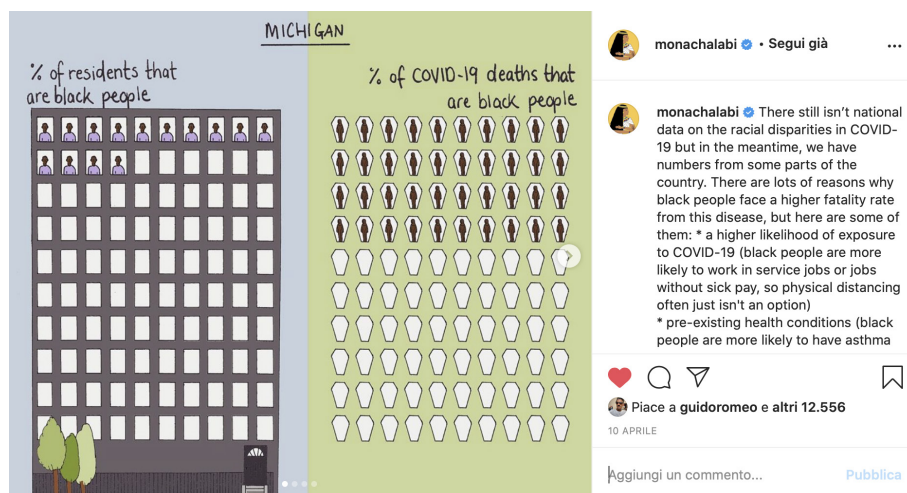 MICHIGAN
% of residents that
are black people
% of COVID-19 deaths that
are black people
monachalabi • Segui già
monachalabi There still isn't national
data on the racial disparities in COVID-
19 but in the meantime, we have
numbers from some parts of the
country. There are lots of reasons why
black people face a higher fatality rate
from this disease, but here are some of
them: * a higher likelihood of exposure
to COVID-19 (black people are more
likely to work in service jobs or jobs
without sick pay, so physical distancing
often just isn't an option)
* pre-existing health conditions (black
people are more likely to have asthma
Piace a guidoromeo e altri 12.556
10 APRILE
Aggiungi un commento...
Pubblica